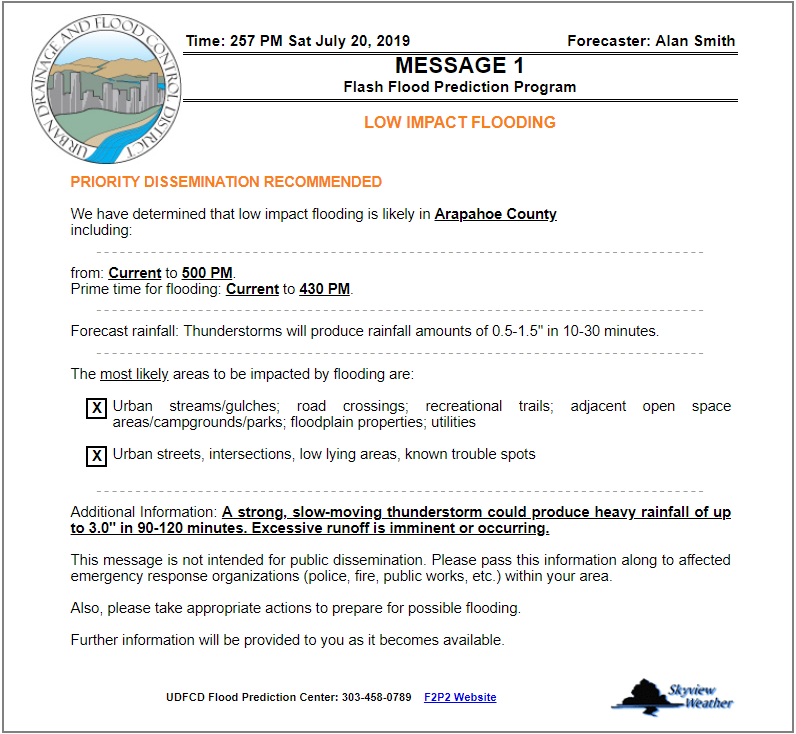 URBAN DRAINAGE AND FLOOD CONTROL DISTRICT
Time: 257 PM Sat July 20, 2019 Forecaster: Alan Smith
MESSAGE 1
Flash Flood Prediction Program
LOW IMPACT FLOODING
PRIORITY DISSEMINATION RECOMMENDED
We have determined that low impact flooding is likely in Arapahoe County
including:
from: Current to 500 PM.
Prime time for flooding: Current to 430 PM.
Forecast rainfall: Thunderstorms will produce rainfall amounts of 0.5-1.5" in 10-30 minutes.
The most likely areas to be impacted by flooding are:
X Urban streams/gulches; road crossings; recreational trails; adjacent open space
areas/campgrounds/parks; floodplain properties; utilities
X Urban streets, intersections, low lying areas, known trouble spots
Additional Information: A strong, slow-moving thunderstorm could produce heavy rainfall of up
to 3.0" in 90-120 minutes. Excessive runoff is imminent or occurring.
This message is not intended for public dissemination. Please pass this information along to affected
emergency response organizations (police, fire, public works, etc.) within your area.
Also, please take appropriate actions to prepare for possible flooding.
Further information will be provided to you as it becomes available.
UDFCD Flood Prediction Center: 303-458-0789 F2P2 Website
Skyview
Weather